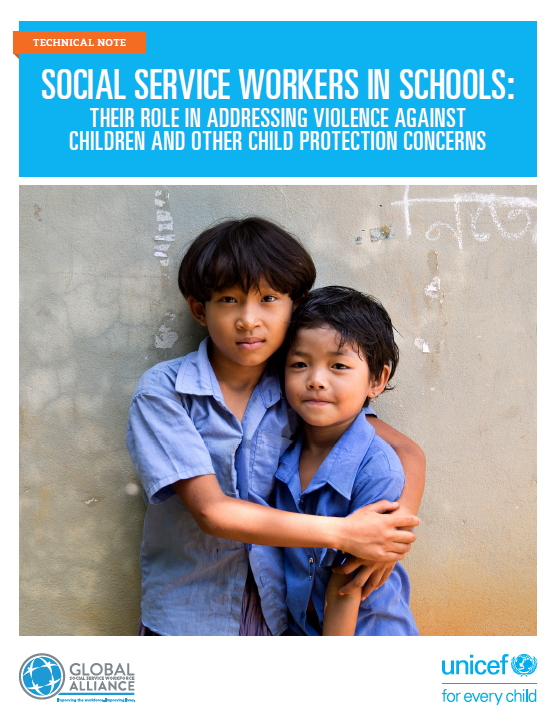 TECHNICAL NOTE
SOCIAL SERVICE WORKERS IN SCHOOLS:
THEIR ROLE IN ADDRESSING VIOLENCE AGAINST
CHILDREN AND OTHER CHILD PROTECTION CONCERNS
GLOBAL
SOCIAL SERVICE WORKFORCE
ALLIANCE
Improving the workforce. Improving lives.
unicef
for every child